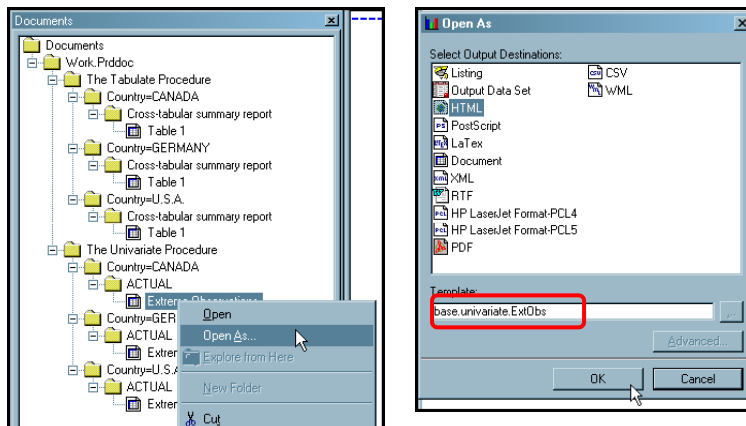 Documents
Documents
Work.Prddoc
The Tabulate Procedure
Country=CANADA
Cross-tabular summary report
Table 1
Country=GERMANY
Cross-tabular summary report
Table 1
Country=U.S.A.
Cross-tabular summary report
Table 1
The Univariate Procedure
Country=CANADA
ACTUAL
Extreme Observations
Country=GER
ACTUAL
Extrer
Country=U.S.A
ACTUAL
Extrer
Open
Open As...
Explore from Here
New Folder
Cut
Open As
Select Output Destinations:
Listing
Output Data Set
HTML
PostScript
LaTex
Document
XML
RTF
HP LaserJet Format-PCL4
HP LaserJet Format-PCL5
PDF
CSV
WML
Template:
base.univariate.ExtObs
...
Advanced...
OK
Cancel